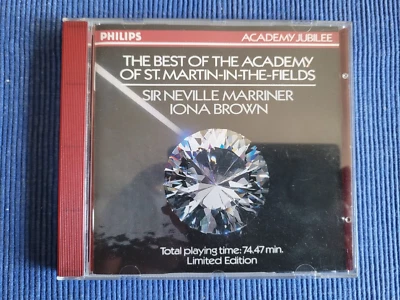 PHILIPS
ACADEMY JUBILEE
THE BEST OF THE ACADEMY
OF ST. MARTIN-IN-THE-FIELDS
SIR NEVILLE MARRINER
IONA BROWN
Total playing time: 74.47 min.
Limited Edition